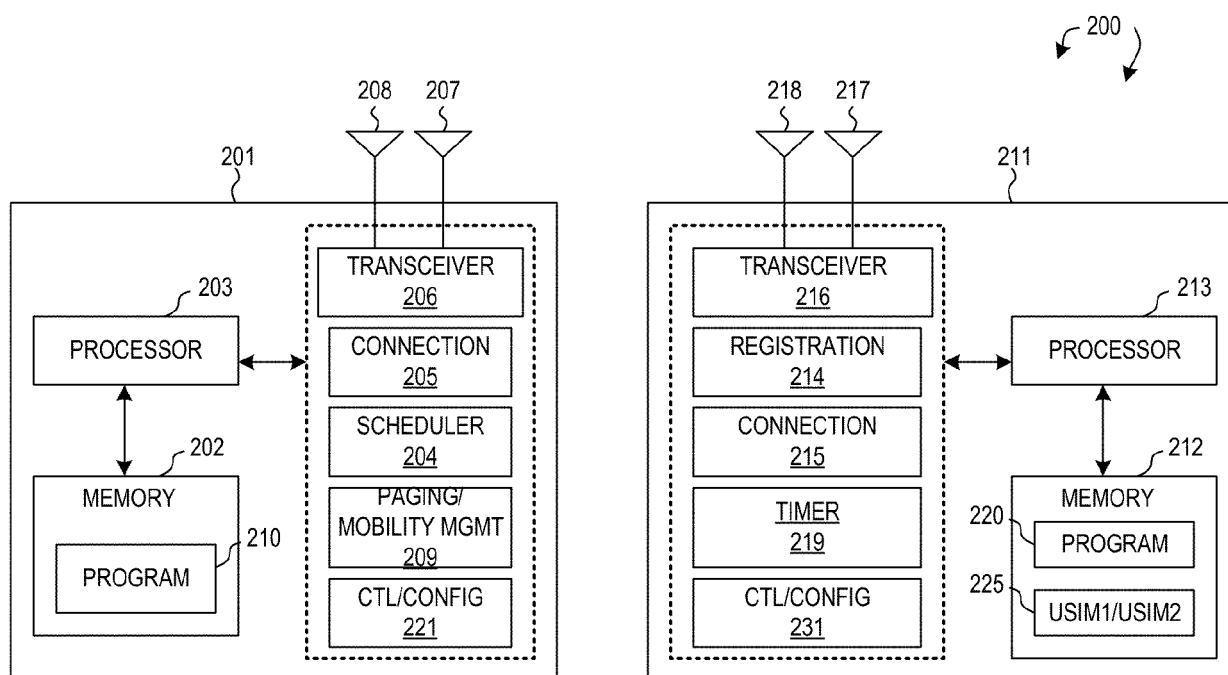 200
208
207
218
217
201
211
TRANSCEIVER
206
203
PROCESSOR
CONNECTION
205
SCHEDULER
204
202
MEMORY
210
PROGRAM
PAGING/
MOBILITY MGMT
209
CTL/CONFIG
221
TRANSCEIVER
216
REGISTRATION
214
213
PROCESSOR
CONNECTION
215
TIMER
219
212
MEMORY
220
PROGRAM
225
USIM1/USIM2
CTL/CONFIG
231